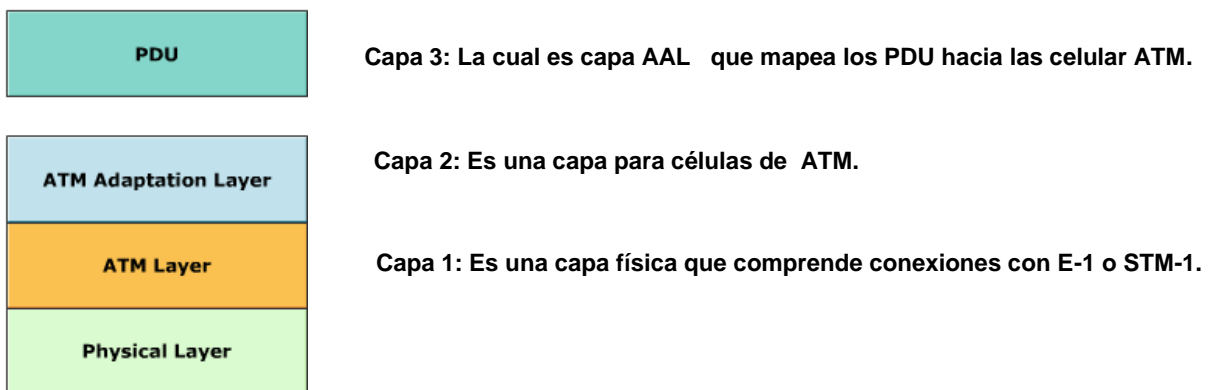 PDU
Capa 3: La cual es capa AAL que mapea los PDU hacia las celular ATM.
ATM Adaptation Layer
Capa 2: Es una capa para células de ATM.
ATM Layer
Capa 1: Es una capa física que comprende conexiones con E-1 o STM-1.
Physical Layer